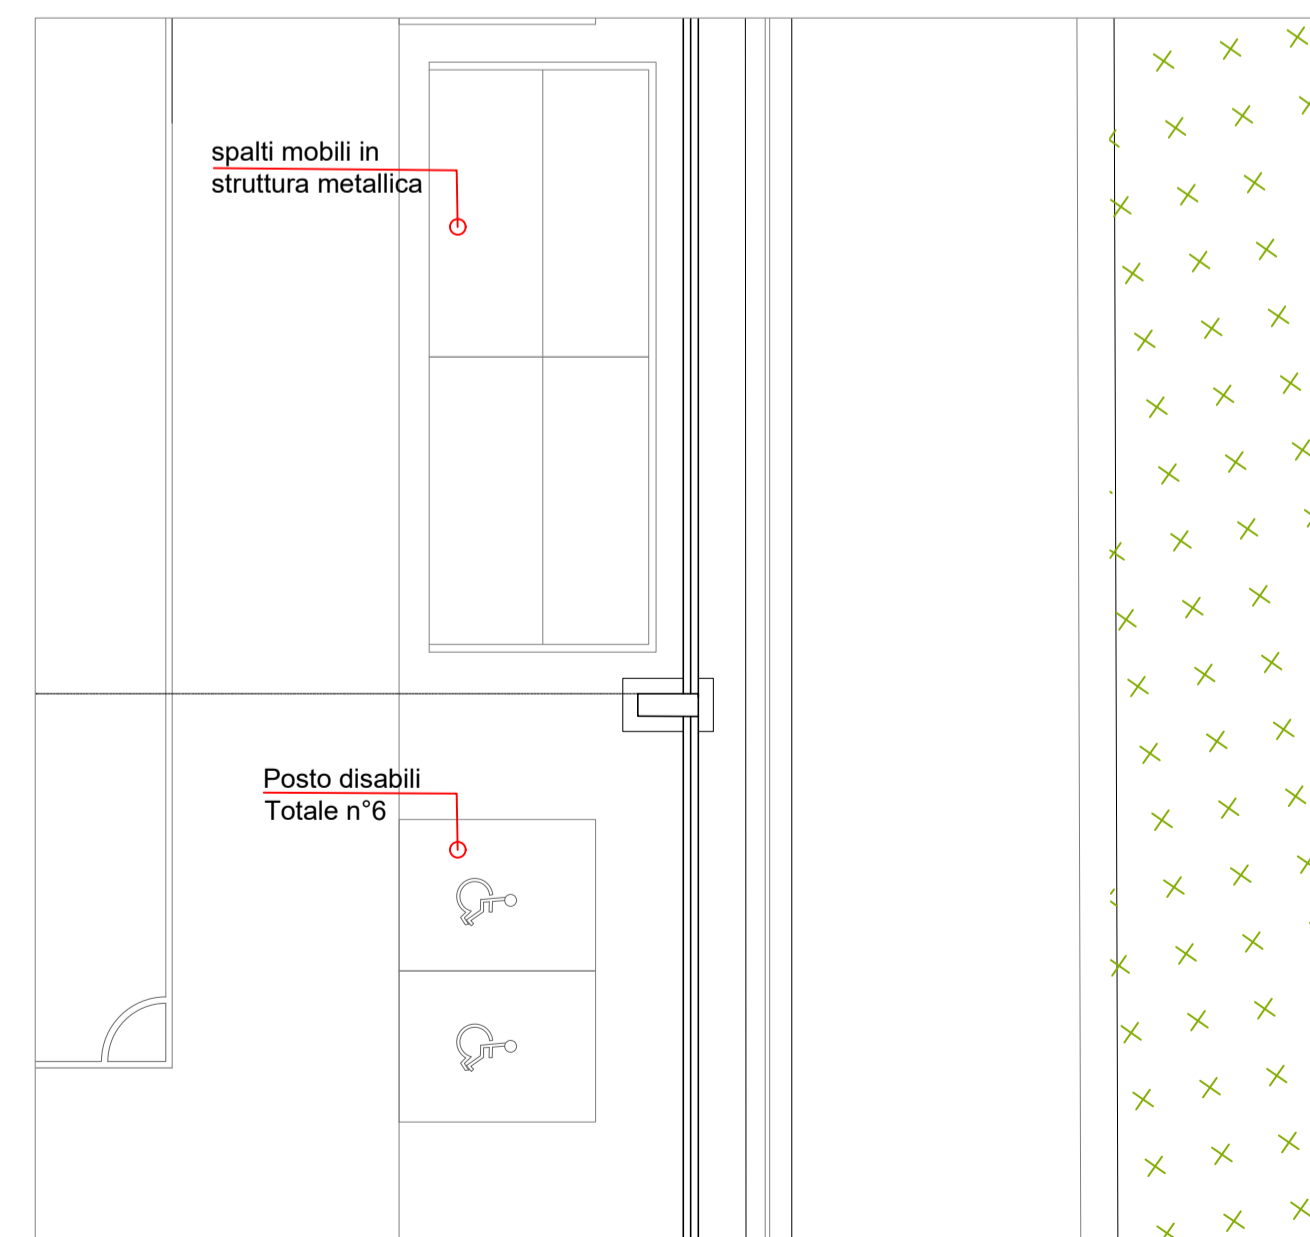 spalti mobili in
struttura metallica
Posto disabili
Totale n°6